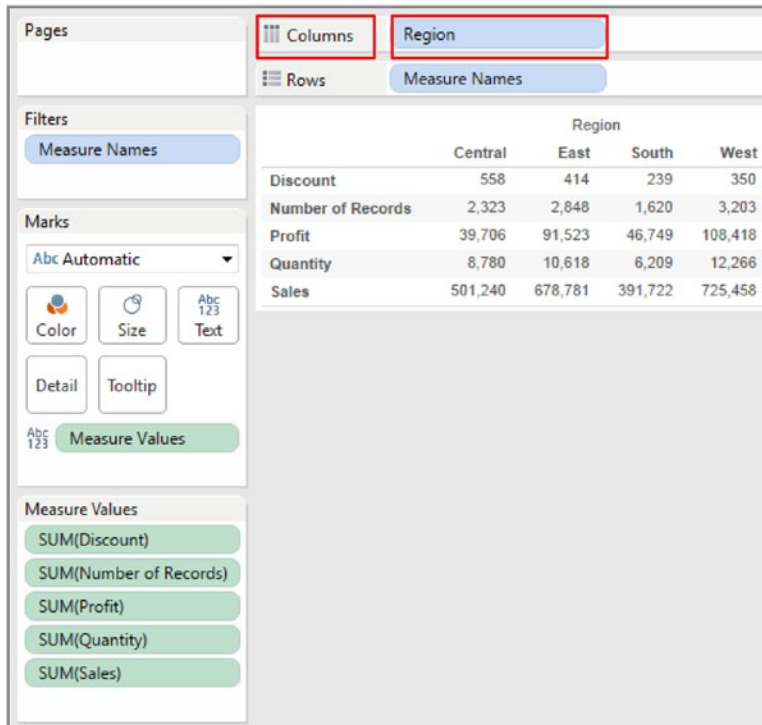 Pages
Columns
Region
Rows
Measure Names
Filters
Measure Names
Marks
Abc Automatic
Color
Size
Abc
123
Text
Detail
Tooltip
Abc
123
Measure Values
Measure Values
SUM(Discount)
SUM(Number of Records)
SUM(Profit)
SUM(Quantity)
SUM(Sales)
Region
Central East South West
Discount 558 414 239 350
Number of Records 2,323 2,848 1,620 3,203
Profit 39,706 91,523 46,749 108,418
Quantity 8,780 10,618 6,209 12,266
Sales 501,240 678,781 391,722 725,458